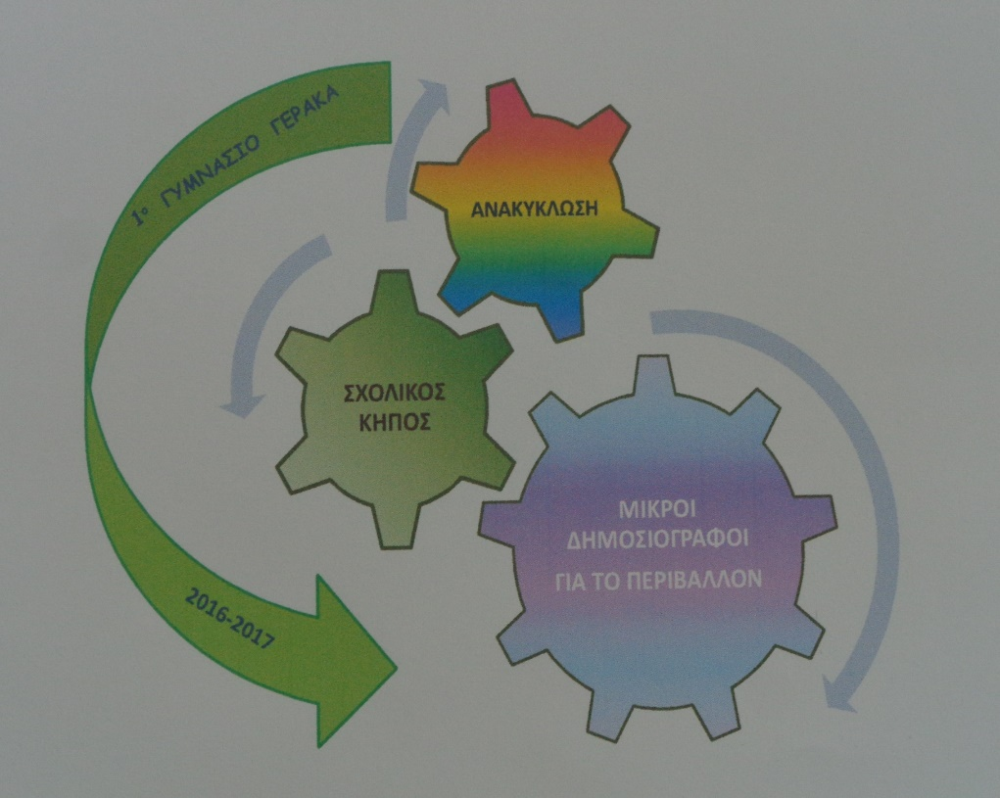 1ο ΓΥΜΝΑΣΙΟ ΓΕΡΑΚΑ
ΑΝΑΚΥΚΛΩΣΗ
ΣΧΟΛΙΚΟΣ
ΚΗΠΟΣ
ΜΙΚΡΟΙ
ΔΗΜΟΣΙΟΓΡΑΦΟΙ
ΓΙΑ ΤΟ ΠΕΡΙΒΑΛΛΟΝ
2016-2017